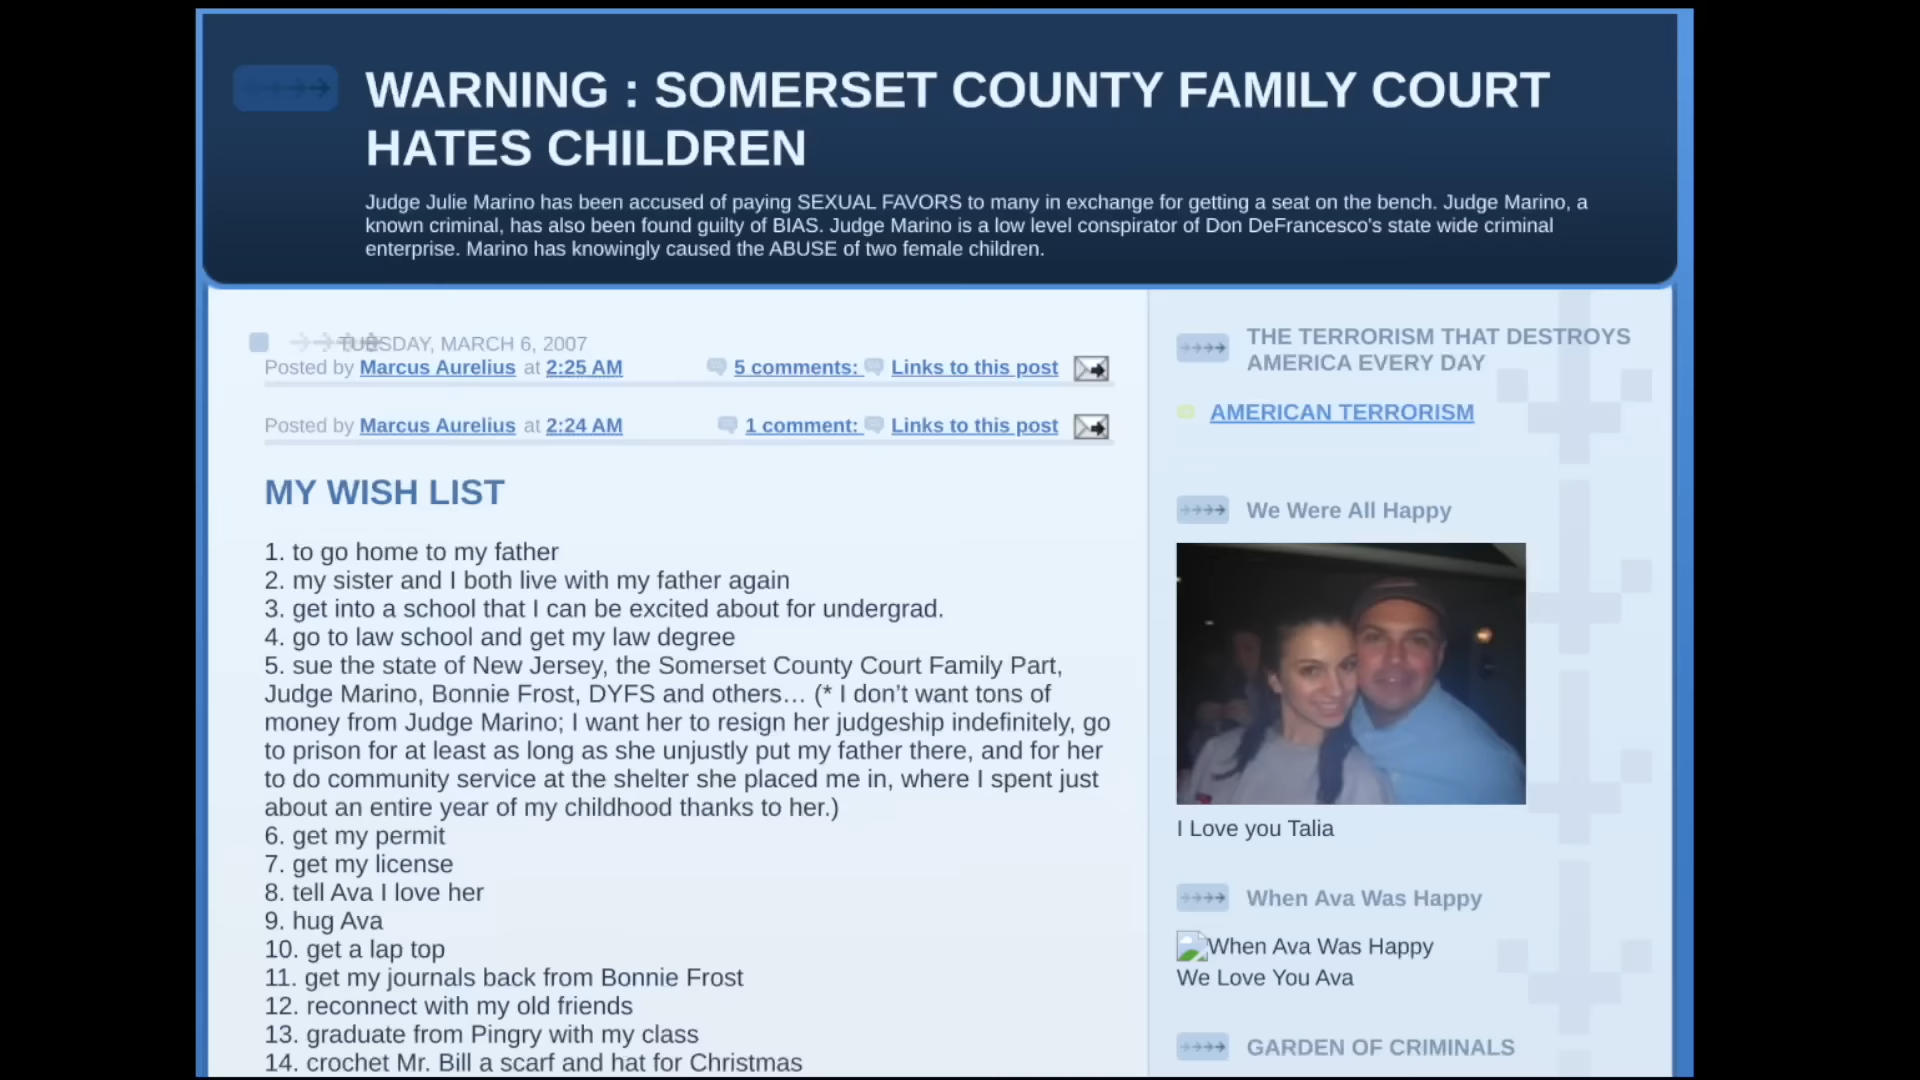 WARNING : SOMERSET COUNTY FAMILY COURT
HATES CHILDREN
Judge Julie Marino has been accused of paying SEXUAL FAVORS to many in exchange for getting a seat on the bench. Judge Marino, a
known criminal, has also been found guilty of BIAS. Judge Marino is a low level conspirator of Don DeFrancesco's state wide criminal
enterprise. Marino has knowingly caused the ABUSE of two female children.
TUESDAY, MARCH 6, 2007
Posted by Marcus Aurelius at 2:25 AM 5 comments: Links to this post
Posted by Marcus Aurelius at 2:24 AM 1 comment: Links to this post
MY WISH LIST
1. to go home to my father
2. my sister and I both live with my father again
3. get into a school that I can be excited about for undergrad.
4. go to law school and get my law degree
5. sue the state of New Jersey, the Somerset County Court Family Part,
Judge Marino, Bonnie Frost, DYFS and others… (* I don’t want tons of
money from Judge Marino; I want her to resign her judgeship indefinitely, go
to prison for at least as long as she unjustly put my father there, and for her
to do community service at the shelter she placed me in, where I spent just
about an entire year of my childhood thanks to her.)
6. get my permit
7. get my license
8. tell Ava I love her
9. hug Ava
10. get a lap top
11. get my journals back from Bonnie Frost
12. reconnect with my old friends
13. graduate from Pingry with my class
14. crochet Mr. Bill a scarf and hat for Christmas
THE TERRORISM THAT DESTROYS
AMERICA EVERY DAY
AMERICAN TERRORISM
We Were All Happy
I Love you Talia
When Ava Was Happy
When Ava Was Happy
We Love You Ava
GARDEN OF CRIMINALS